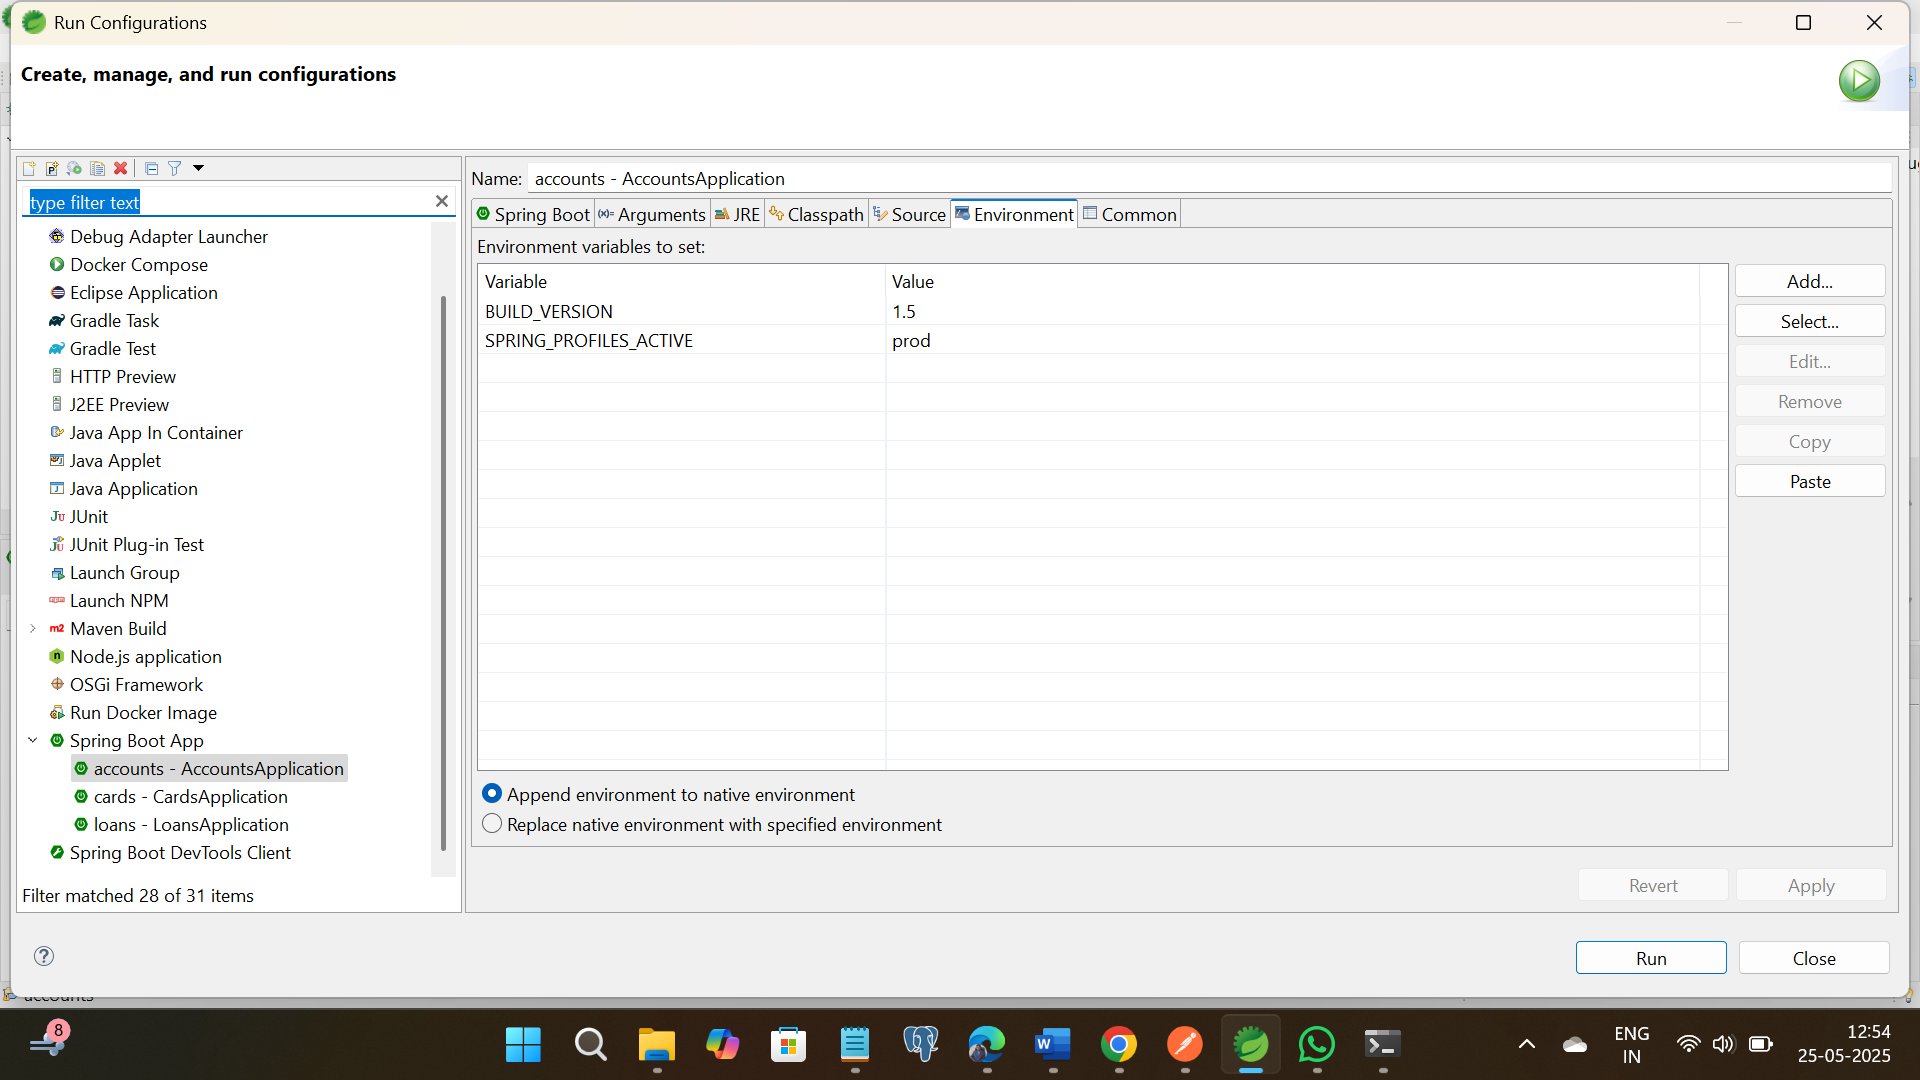 Run Configurations
Create, manage, and run configurations
type filter text
Debug Adapter Launcher
Docker Compose
Eclipse Application
Gradle Task
Gradle Test
HTTP Preview
J2EE Preview
Java App In Container
Java Applet
Java Application
JUnit
JUnit Plug-in Test
Launch Group
Launch NPM
Maven Build
Node.js application
OSGi Framework
Run Docker Image
Spring Boot App
accounts - AccountsApplication
cards - CardsApplication
loans - LoansApplication
Spring Boot DevTools Client
Filter matched 28 of 31 items
Name: accounts - AccountsApplication
Spring Boot Arguments JRE Classpath Source Environment Common
Environment variables to set:
Variable Value
BUILD_VERSION 1.5
SPRING_PROFILES_ACTIVE prod
Add...
Select...
Edit...
Remove
Copy
Paste
Append environment to native environment
Replace native environment with specified environment
Revert Apply
Run Close
accounts
8
ENG
IN
12:54
25-05-2025